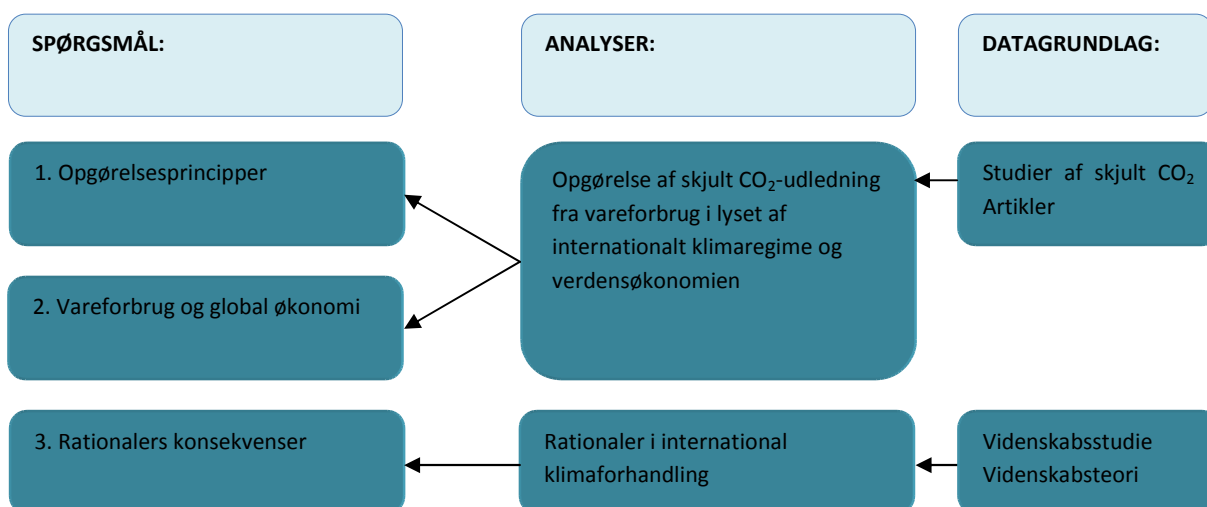 SPØRGSMÅL:
ANALYSER:
DATAGRUNDLAG:
1. Opgørelsesprincipper
2. Vareforbrug og global økonomi
Opgørelse af skjult CO₂-udledning
fra vareforbrug i lyset af
internationalt klimaregime og
verdensøkonomien
Studier af skjult CO₂
Artikler
3. Rationalers konsekvenser
Rationaler i international
klimaforhandling
Videnskabsstudie
Videnskabsteori